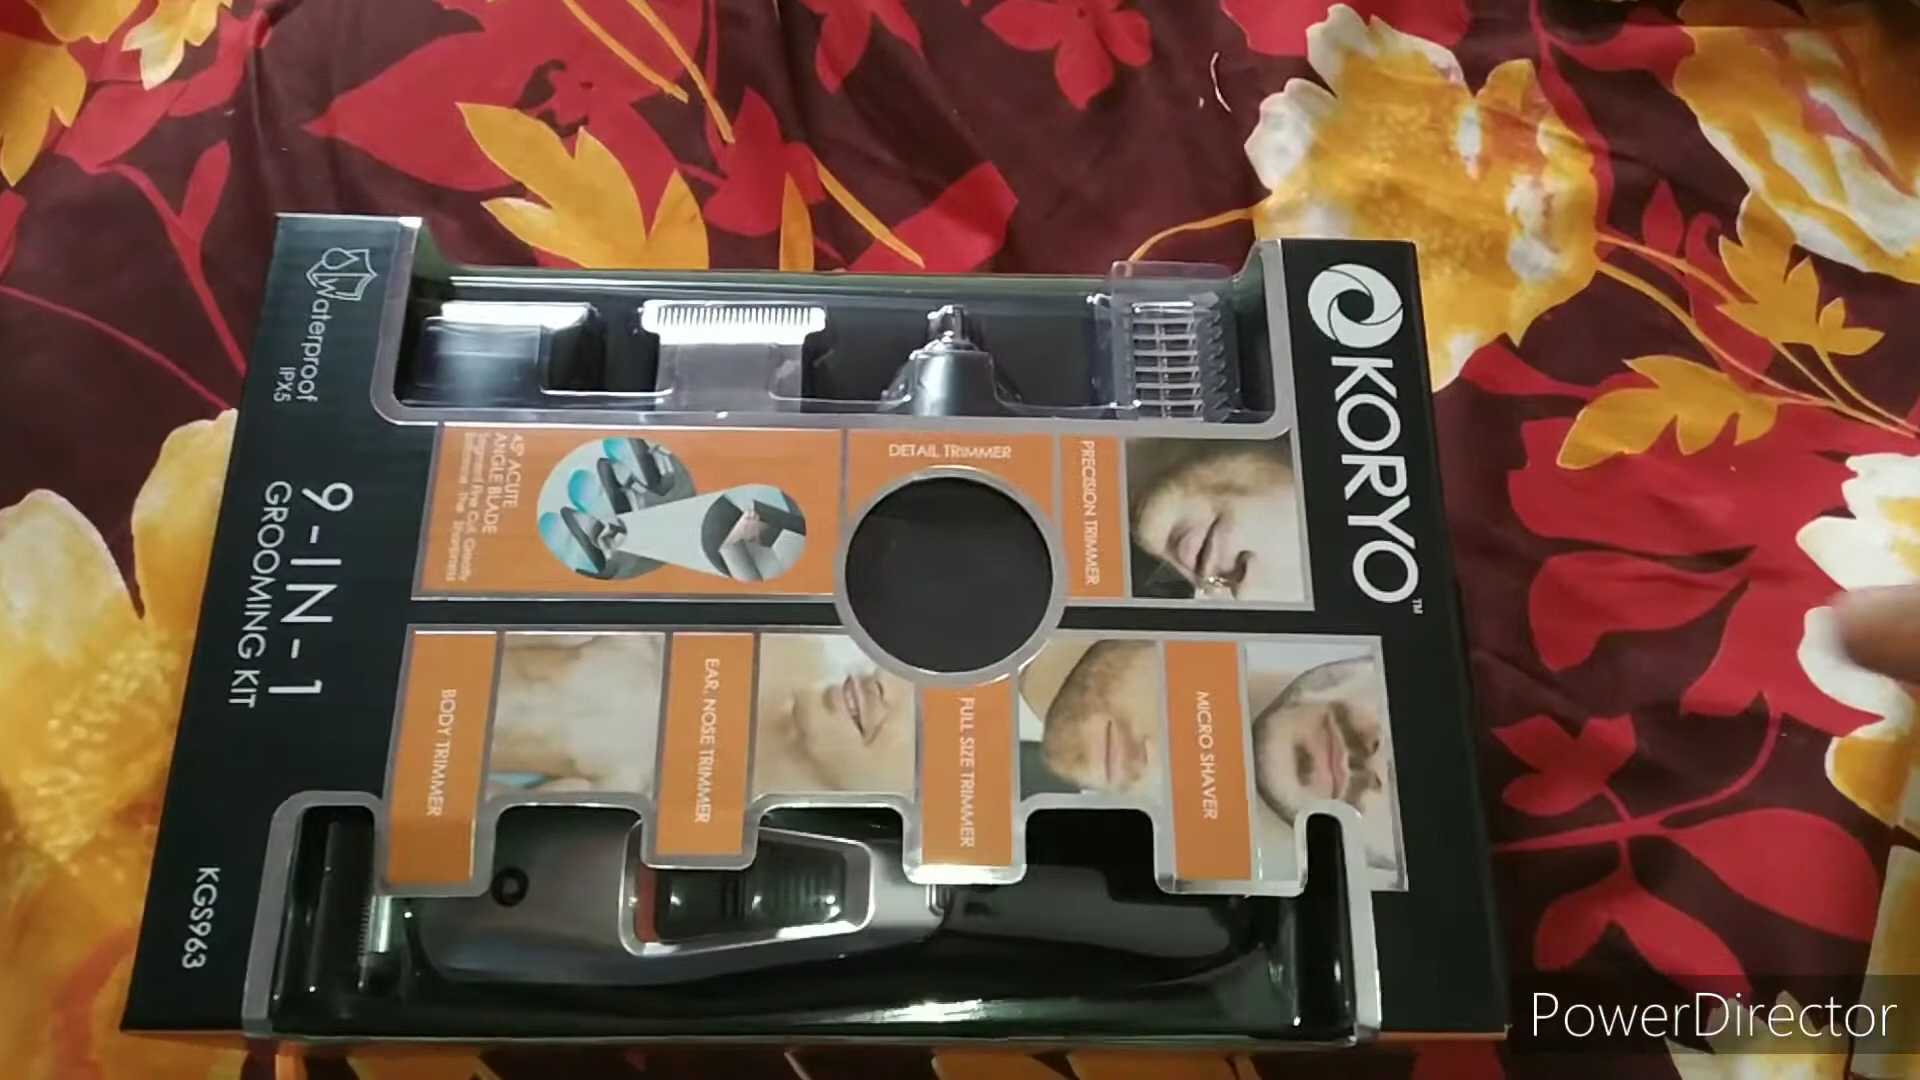 KORYO™
PRECISION TRIMMER
DETAIL TRIMMER
45° ACUTE
ANGLE BLADE
MICRO SHAVER
FULL SIZE TRIMMER
EAR, NOSE TRIMMER
BODY TRIMMER
Waterproof
IPX5
9-IN-1
GROOMING KIT
KGS963
PowerDirector